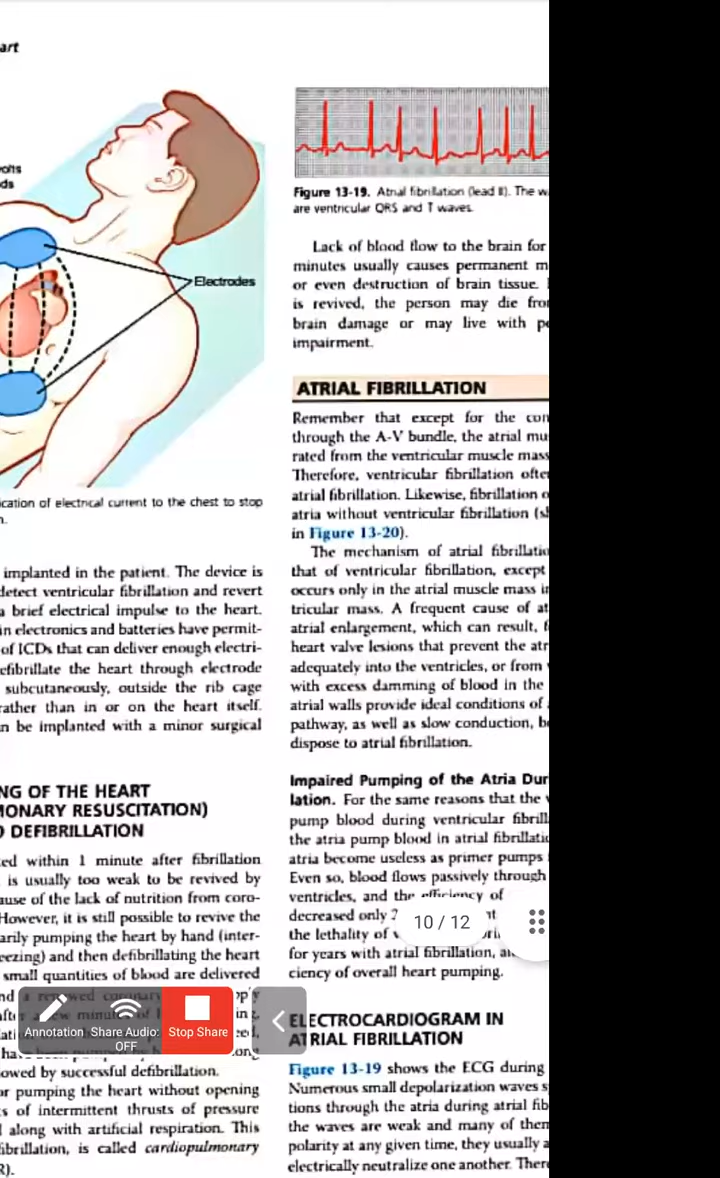 art
olts
ds
Electrodes
ication of electrical current to the chest to stop
n.
implanted in the patient. The device is
detect ventricular fibrillation and revert
a brief electrical impulse to the heart.
in electronics and batteries have permit-
of ICDs that can deliver enough electri-
efibrillate the heart through electrode
subcutaneously, outside the rib cage
rather than in or on the heart itself.
n be implanted with a minor surgical
NG OF THE HEART
MONARY RESUSCITATION)
O DEFIBRILLATION
ed within 1 minute after fibrillation
is usually too weak to be revived by
ause of the lack of nutrition from coro-
However, it is still possible to revive the
arily pumping the heart by hand (inter-
eezing) and then defibrillating the heart
small quantities of blood are delivered
nd a renewed coronary
after a few minutes of
Annotation
Share Audio:
OFF
Stop Share
owed by successful defibrillation.
or pumping the heart without opening
s of intermittent thrusts of pressure
l along with artificial respiration. This
ibrillation, is called cardiopulmonary
R).
Figure 13-19. Atrial fibrillation (lead II). The w
are ventricular QRS and T waves.
Lack of blood flow to the brain for
minutes usually causes permanent m
or even destruction of brain tissue.
is revived, the person may die fro
brain damage or may live with pe
impairment.
ATRIAL FIBRILLATION
Remember that except for the con
through the A-V bundle, the atrial mu
rated from the ventricular muscle mass
Therefore, ventricular fibrillation ofte
atrial fibrillation. Likewise, fibrillation o
atria without ventricular fibrillation (sh
in Figure 13-20).
The mechanism of atrial fibrillatio
that of ventricular fibrillation, except
occurs only in the atrial muscle mass in
tricular mass. A frequent cause of at
atrial enlargement, which can result, f
heart valve lesions that prevent the atr
adequately into the ventricles, or from
with excess damming of blood in the
atrial walls provide ideal conditions of
pathway, as well as slow conduction, b
dispose to atrial fibrillation.
Impaired Pumping of the Atria Dur
lation. For the same reasons that the v
pump blood during ventricular fibrill
the atria pump blood in atrial fibrillatio
atria become useless as primer pumps
Even so, blood flows passively through
ventricles, and the efficiency of
decreased only 2
the lethality of
for years with atrial fibrillation, al
ciency of overall heart pumping.
10 / 12
ELECTROCARDIOGRAM IN
ATRIAL FIBRILLATION
Figure 13-19 shows the ECG during
Numerous small depolarization waves s
tions through the atria during atrial fib
the waves are weak and many of them
polarity at any given time, they usually a
electrically neutralize one another. There